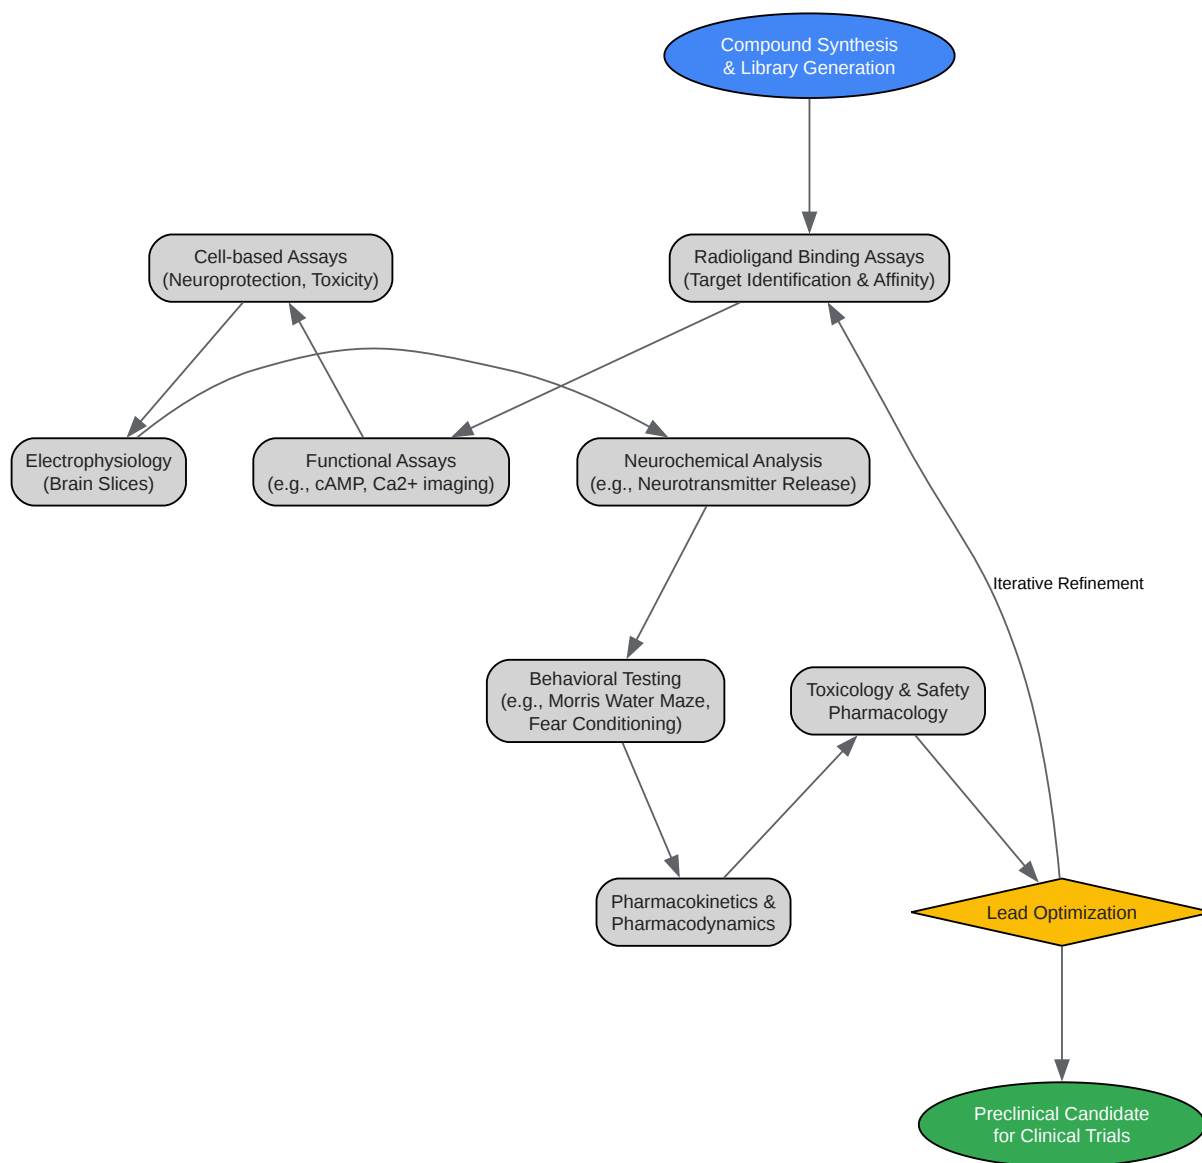 Compound Synthesis
& Library Generation
Cell-based Assays
(Neuroprotection, Toxicity)
Radioligand Binding Assays
(Target Identification & Affinity)
Electrophysiology
(Brain Slices)
Functional Assays
(e.g., cAMP, Ca2+ imaging)
Neurochemical Analysis
(e.g., Neurotransmitter Release)
Iterative Refinement
Behavioral Testing
(e.g., Morris Water Maze,
Fear Conditioning)
Toxicology & Safety
Pharmacology
Pharmacokinetics &
Pharmacodynamics
Lead Optimization
Preclinical Candidate
for Clinical Trials